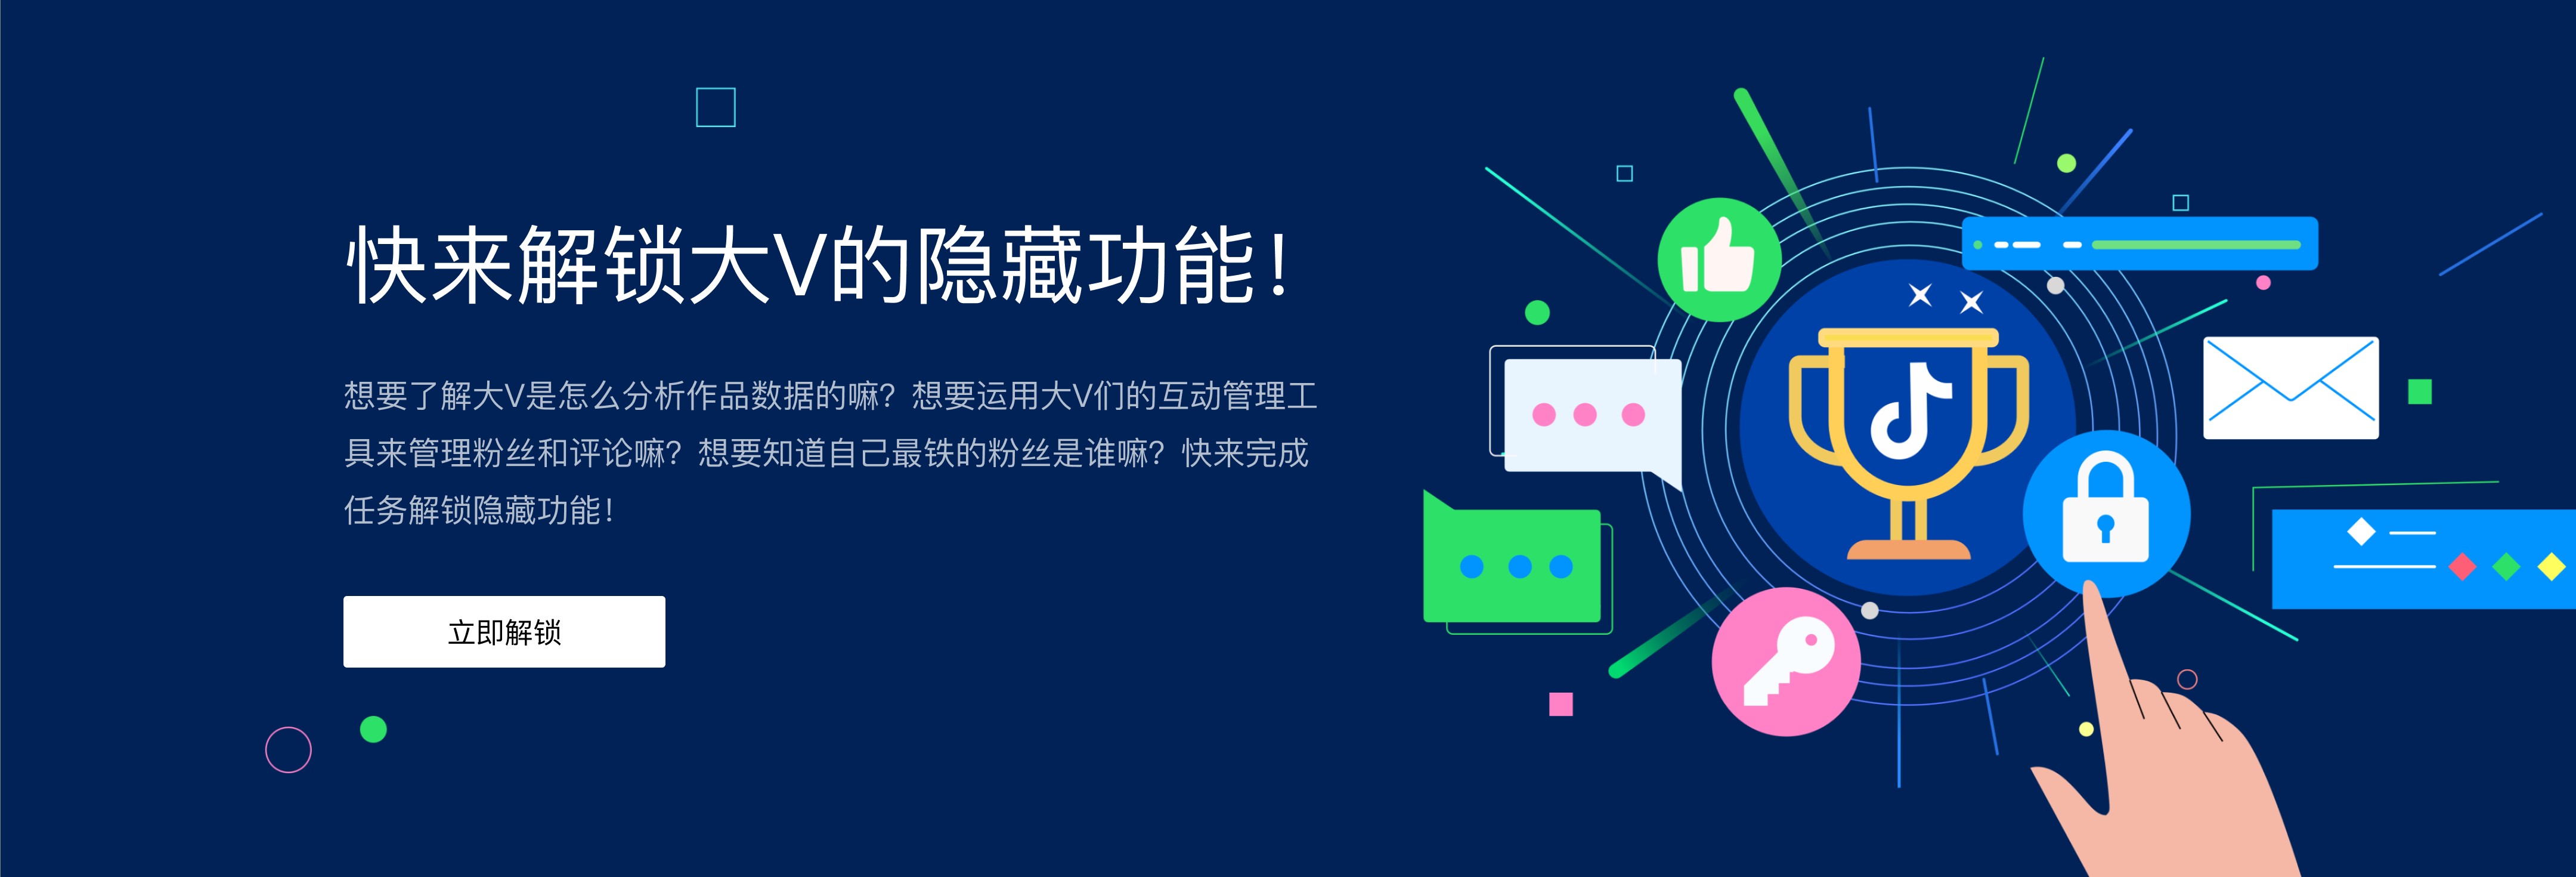 快来解锁大V的隐藏功能！
想要了解大V是怎么分析作品数据的嘛？想要运用大V们的互动管理工
具来管理粉丝和评论嘛？想要知道自己最铁的粉丝是谁嘛？快来完成
任务解锁隐藏功能！
立即解锁